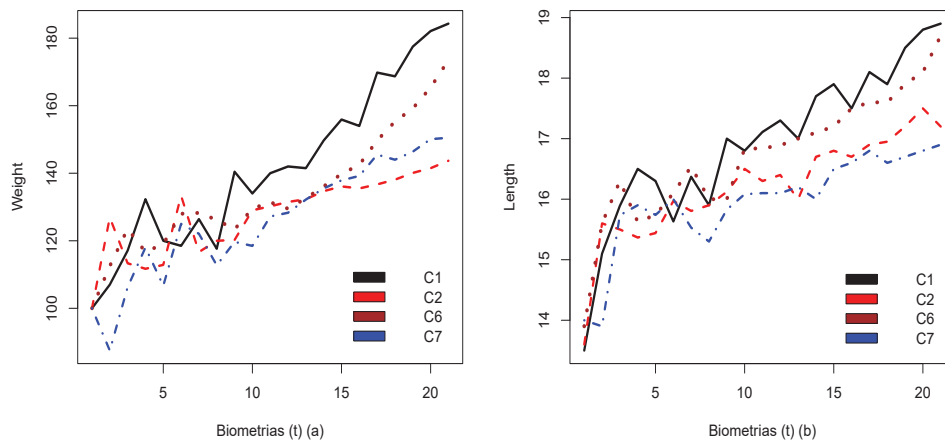 Weight
180
160
140
120
100
C1
C2
C6
C7
5 10 15 20
Biometrias (t) (a)
Length
19
18
17
16
15
14
C1
C2
C6
C7
5 10 15 20
Biometrias (t) (b)